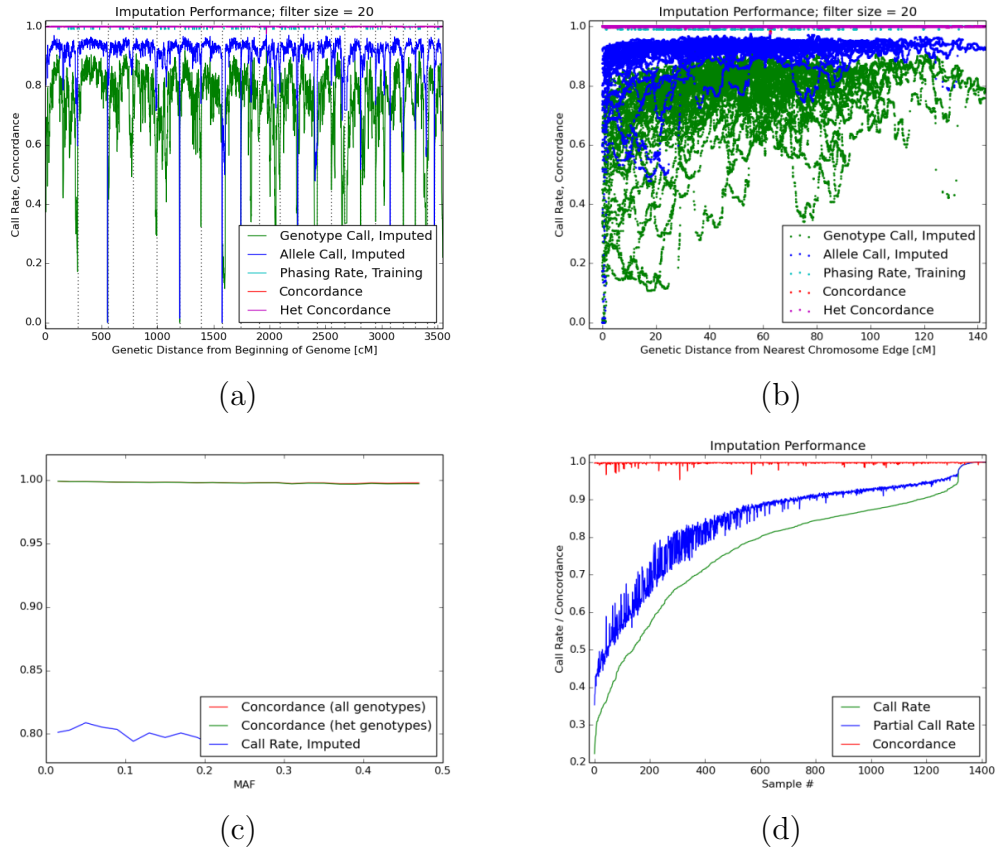 Imputation Performance; filter size = 20
Call Rate, Concordance
1.0
0.8
0.6
0.4
0.2
0.0
Genotype Call, Imputed
Allele Call, Imputed
Phasing Rate, Training
Concordance
Het Concordance
0 500 1000 1500 2000 2500 3000 3500
Genetic Distance from Beginning of Genome [cM]
(a)
Imputation Performance; filter size = 20
Call Rate, Concordance
1.0
0.8
0.6
0.4
0.2
0.0
Genotype Call, Imputed
Allele Call, Imputed
Phasing Rate, Training
Concordance
Het Concordance
0 20 40 60 80 100 120 140
Genetic Distance from Nearest Chromosome Edge [cM]
(b)
1.00
0.95
0.90
0.85
0.80
Concordance (all genotypes)
Concordance (het genotypes)
Call Rate, Imputed
0.0 0.1 0.2 0.3 0.4 0.5
MAF
(c)
Imputation Performance
Call Rate / Concordance
1.0
0.9
0.8
0.7
0.6
0.5
0.4
0.3
0.2
Call Rate
Partial Call Rate
Concordance
0 200 400 600 800 1000 1200 1400
Sample #
(d)